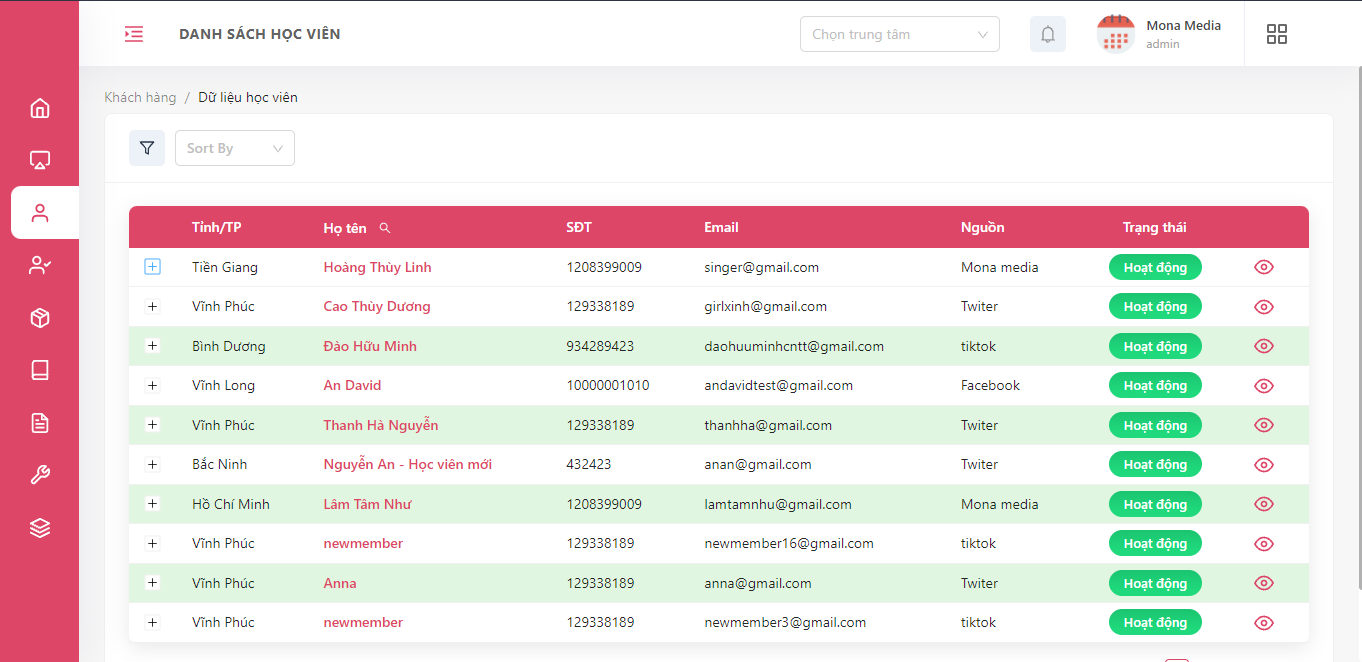 DANH SÁCH HỌC VIÊN
Chọn trung tâm
Mona Media
admin
Khách hàng / Dữ liệu học viên
Sort By
Tỉnh/TP Họ tên SĐT Email Nguồn Trạng thái
Tiền Giang Hoàng Thùy Linh 1208399009 singer@gmail.com Mona media Hoạt động
Vĩnh Phúc Cao Thùy Dương 129338189 girlxinh@gmail.com Twiter Hoạt động
Bình Dương Đào Hữu Minh 934289423 daohuuminhcntt@gmail.com tiktok Hoạt động
Vĩnh Long An David 10000001010 andavidtest@gmail.com Facebook Hoạt động
Vĩnh Phúc Thanh Hà Nguyễn 129338189 thanhha@gmail.com Twiter Hoạt động
Bắc Ninh Nguyễn An - Học viên mới 432423 anan@gmail.com Twiter Hoạt động
Hồ Chí Minh Lâm Tâm Như 1208399009 lamtamnhu@gmail.com Mona media Hoạt động
Vĩnh Phúc newmember 129338189 newmember16@gmail.com tiktok Hoạt động
Vĩnh Phúc Anna 129338189 anna@gmail.com Twiter Hoạt động
Vĩnh Phúc newmember 129338189 newmember3@gmail.com tiktok Hoạt động